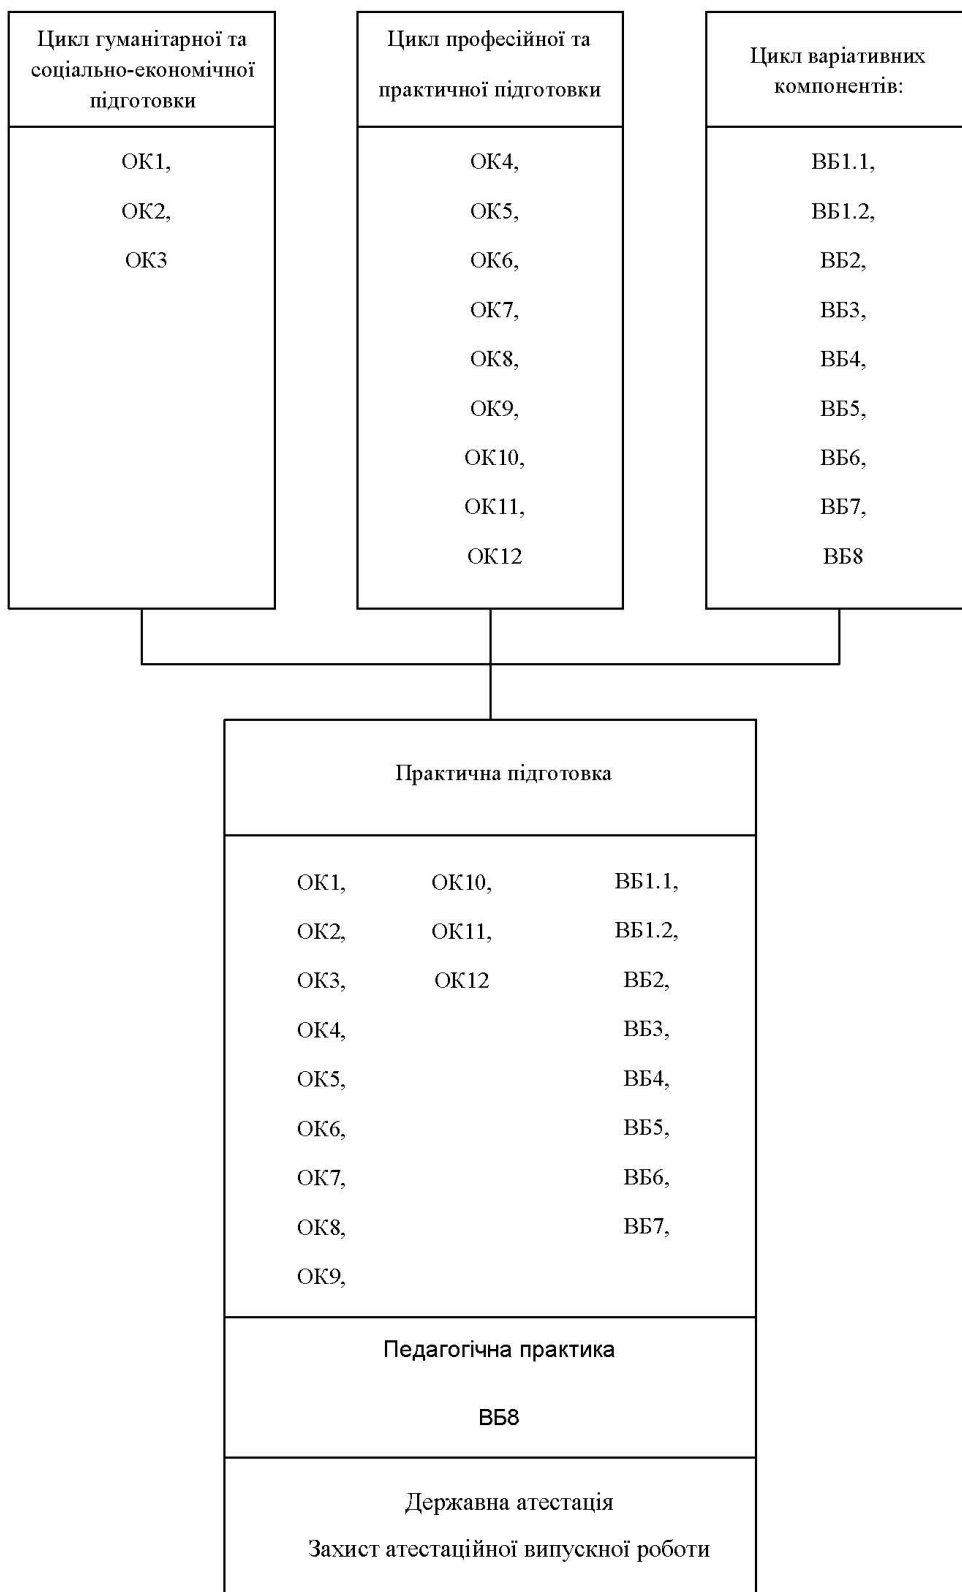 Цикл гуманітарної та
соціально-економічної
підготовки
ОК1,
ОК2,
ОК3
Цикл професійної та
практичної підготовки
ОК4,
ОК5,
ОК6,
ОК7,
ОК8,
ОК9,
ОК10,
ОК11,
ОК12
Цикл варіативних
компонентів:
ВБ1.1,
ВБ1.2,
ВБ2,
ВБ3,
ВБ4,
ВБ5,
ВБ6,
ВБ7,
ВБ8
Практична підготовка
ОК1,
ОК2,
ОК3,
ОК4,
ОК5,
ОК6,
ОК7,
ОК8,
ОК9,
ОК10,
ОК11,
ОК12
ВБ1.1,
ВБ1.2,
ВБ2,
ВБ3,
ВБ4,
ВБ5,
ВБ6,
ВБ7,
Педагогічна практика
ВБ8
Державна атестація
Захист атестаційної випускної роботи